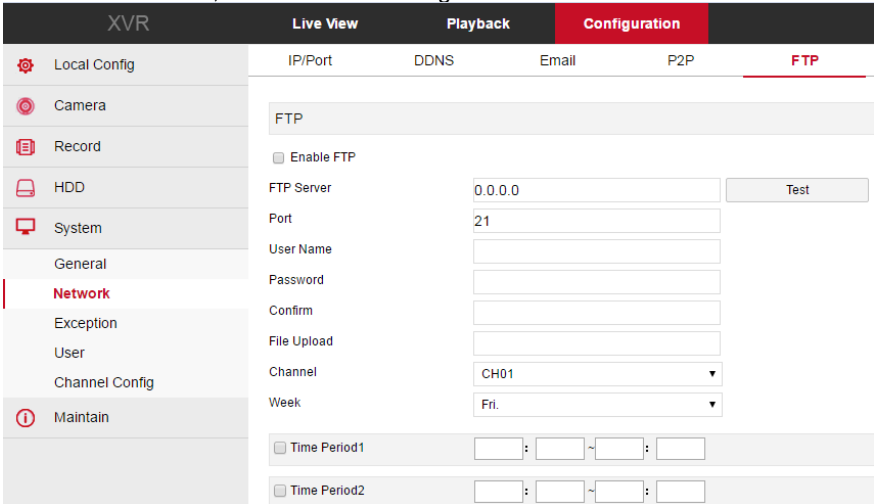 XVR Live View Playback Configuration
IP/Port DDNS Email P2P FTP
Local Config
Camera
Record
HDD
System
General
Network
Exception
User
Channel Config
Maintain
FTP
Enable FTP
FTP Server 0.0.0.0 Test
Port 21
User Name
Password
Confirm
File Upload
Channel CH01
Week Fri.
Time Period1 : ~ :
Time Period2 : ~ :